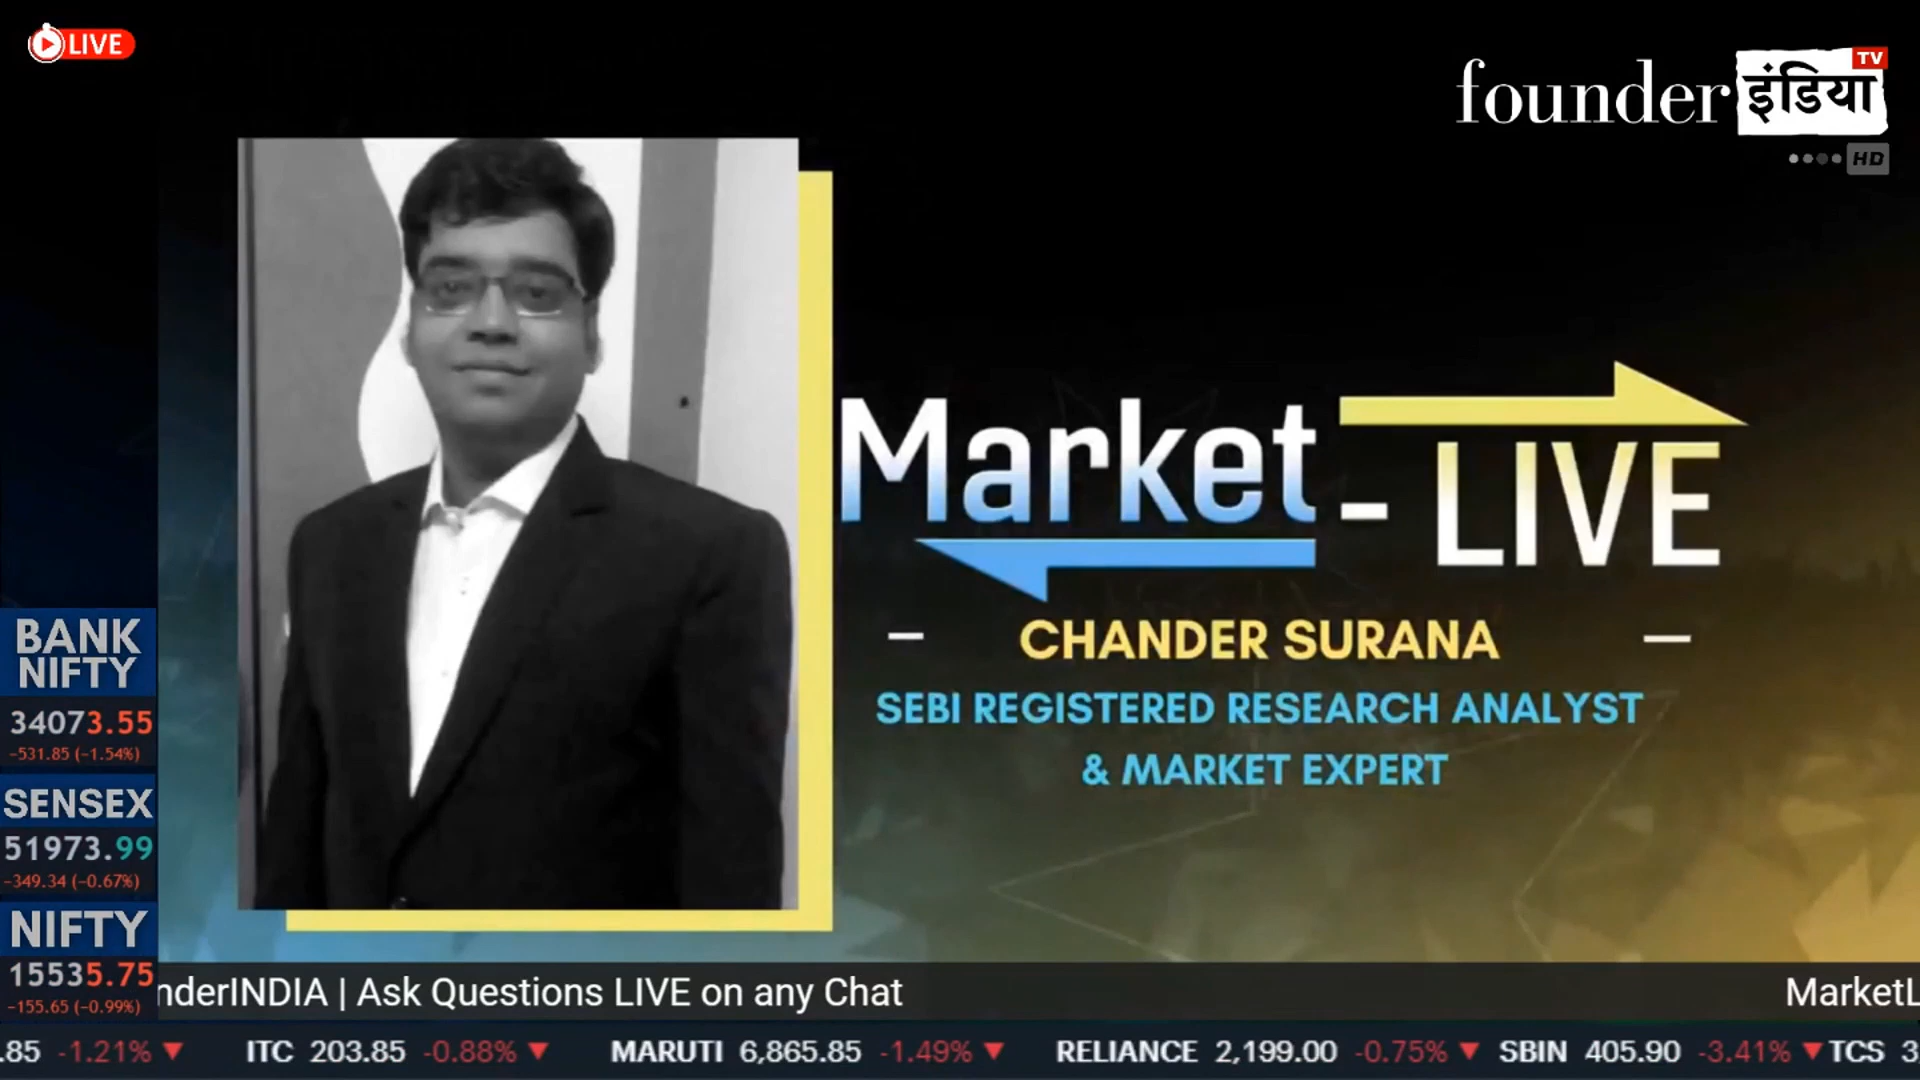 LIVE
founder इंडिया TV
HD
Market - LIVE
CHANDER SURANA
SEBI REGISTERED RESEARCH ANALYST
& MARKET EXPERT
BANK
NIFTY
34073.55
-531.85 (-1.54%)
SENSEX
51973.99
-349.34 (-0.67%)
NIFTY
15535.75
-155.65 (-0.99%)
nderINDIA | Ask Questions LIVE on any Chat MarketL
.85 -1.21% ▼ ITC 203.85 -0.88% ▼ MARUTI 6,865.85 -1.49% ▼ RELIANCE 2,199.00 -0.75% ▼ SBIN 405.90 -3.41% ▼ TCS 3